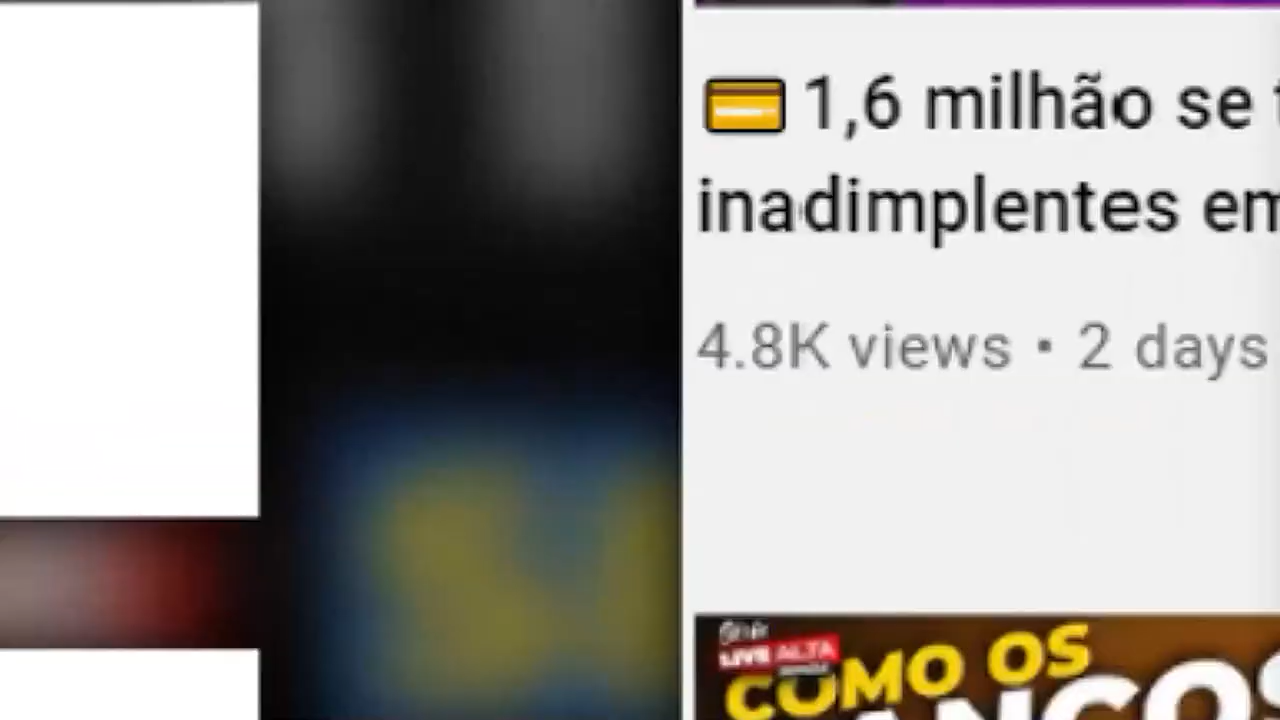 💳 1,6 milhão se
inadimplentes em
4.8K views • 2 days
LIVE ALTA
COMO OS